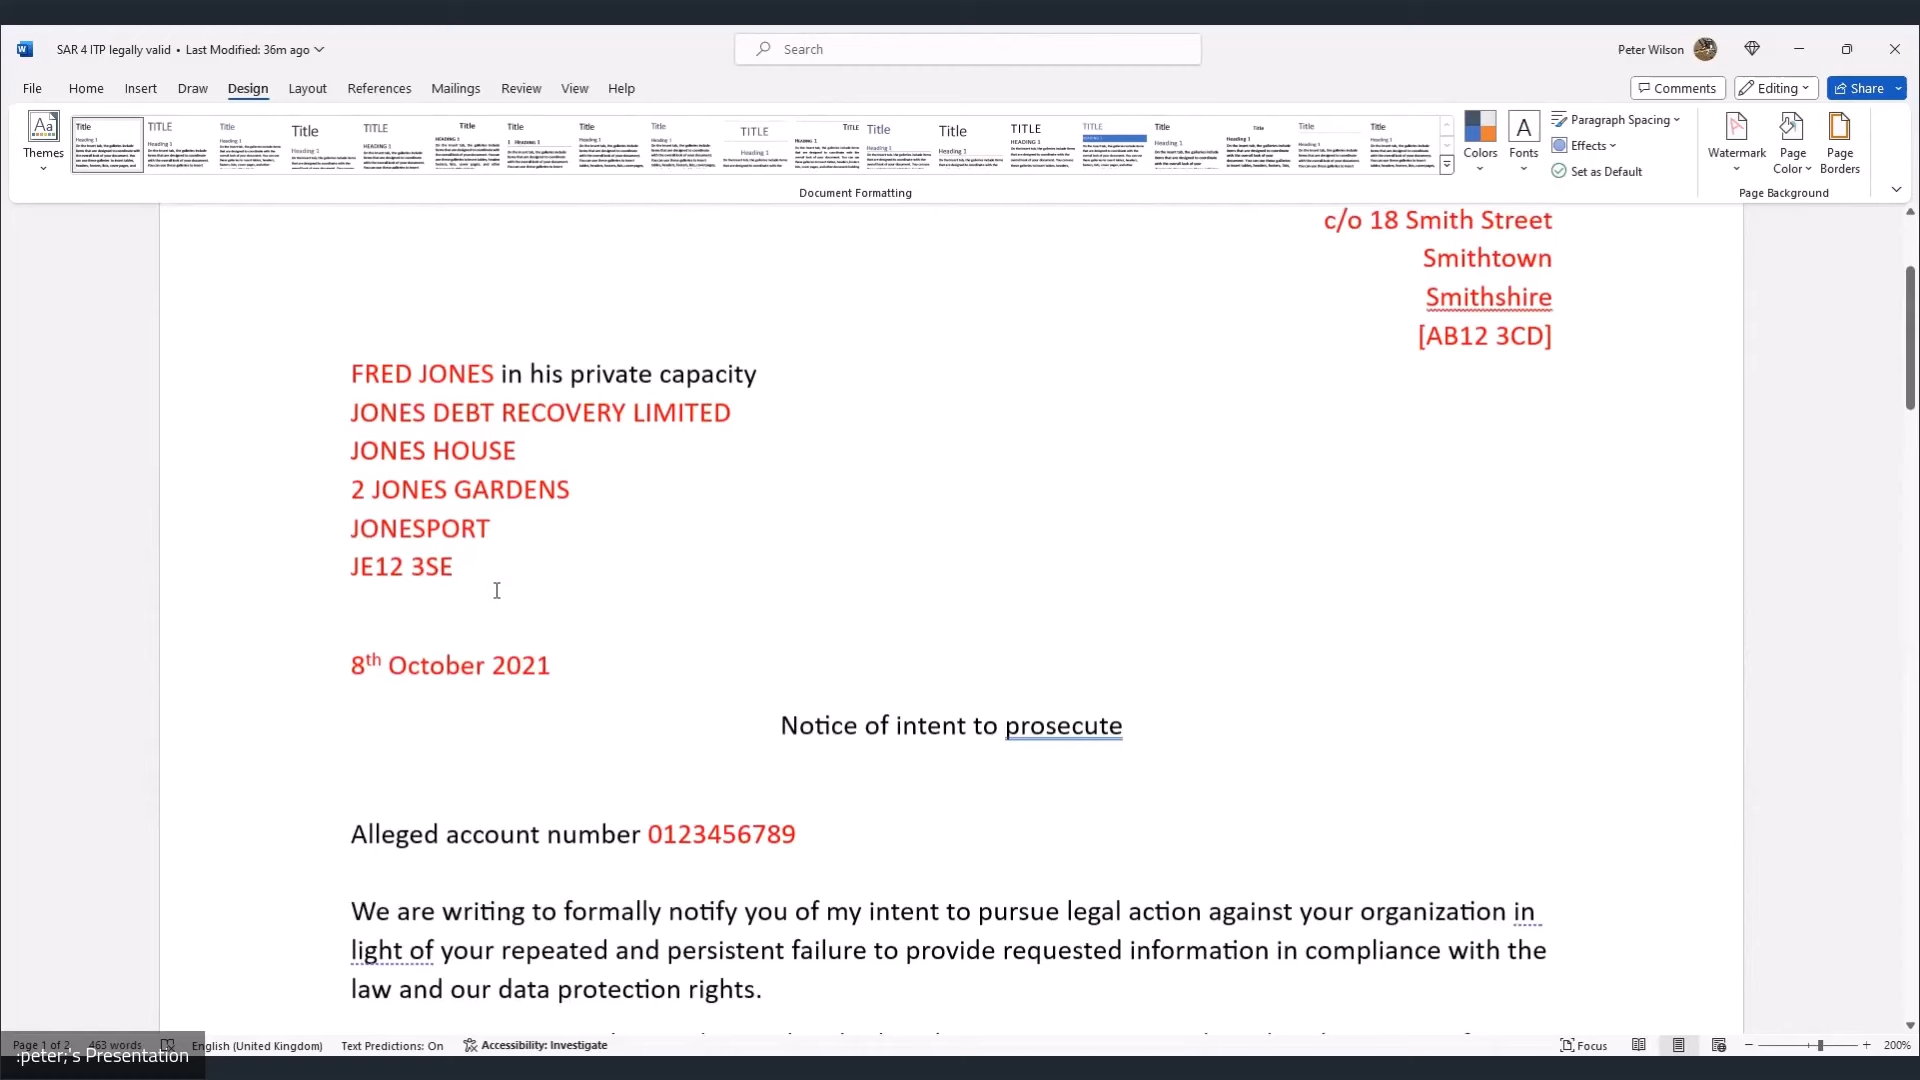 SAR 4 ITP legally valid • Last Modified: 36m ago
Search
Peter Wilson
File Home Insert Draw Design Layout References Mailings Review View Help
Comments Editing Share
Themes
Colors
Fonts
Paragraph Spacing
Effects
Set as Default
Watermark
Page Color
Page Borders
Document Formatting
Page Background
c/o 18 Smith Street
Smithtown
Smithshire
[AB12 3CD]
FRED JONES in his private capacity
JONES DEBT RECOVERY LIMITED
JONES HOUSE
2 JONES GARDENS
JONESPORT
JE12 3SE
8th October 2021
Notice of intent to prosecute
Alleged account number 0123456789
We are writing to formally notify you of my intent to pursue legal action against your organization in
light of your repeated and persistent failure to provide requested information in compliance with the
law and our data protection rights.
Page 1 of 2 463 words English (United Kingdom) Text Predictions: On Accessibility: Investigate Focus 200%
:peter;'s Presentation